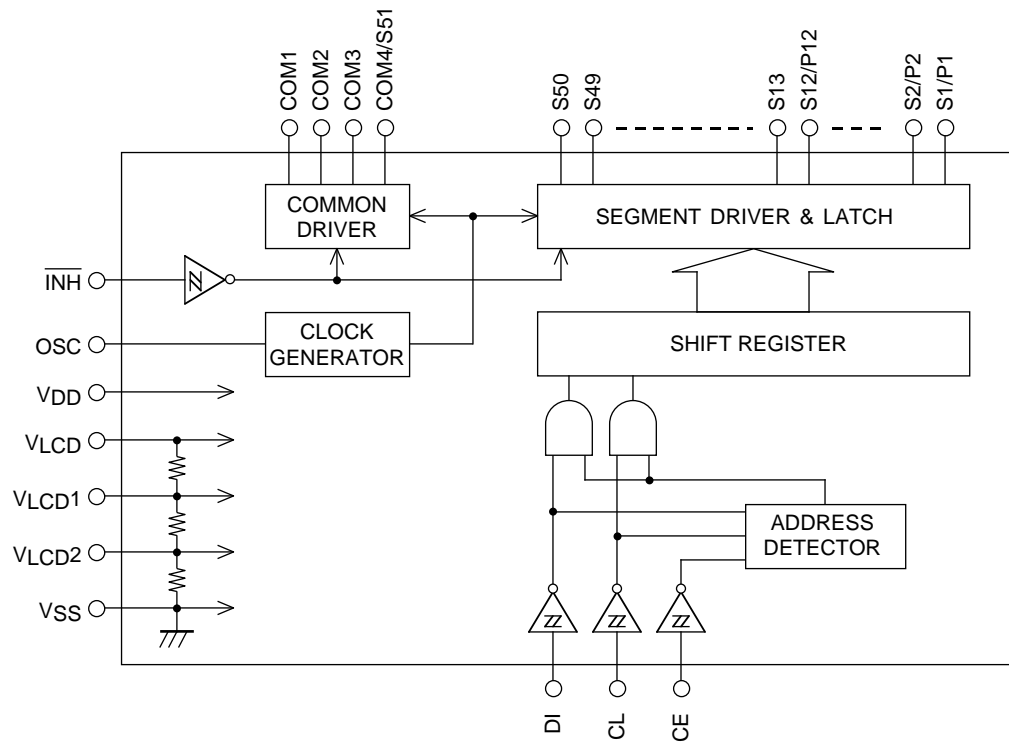 COM1
COM2
COM3
COM4/S51
S50
S49
S13
S12/P12
S2/P2
S1/P1
COMMON
DRIVER
SEGMENT DRIVER & LATCH
INH
OSC
CLOCK
GENERATOR
SHIFT REGISTER
VDD
VLCD
VLCD1
VLCD2
VSS
ADDRESS
DETECTOR
DI
CL
CE